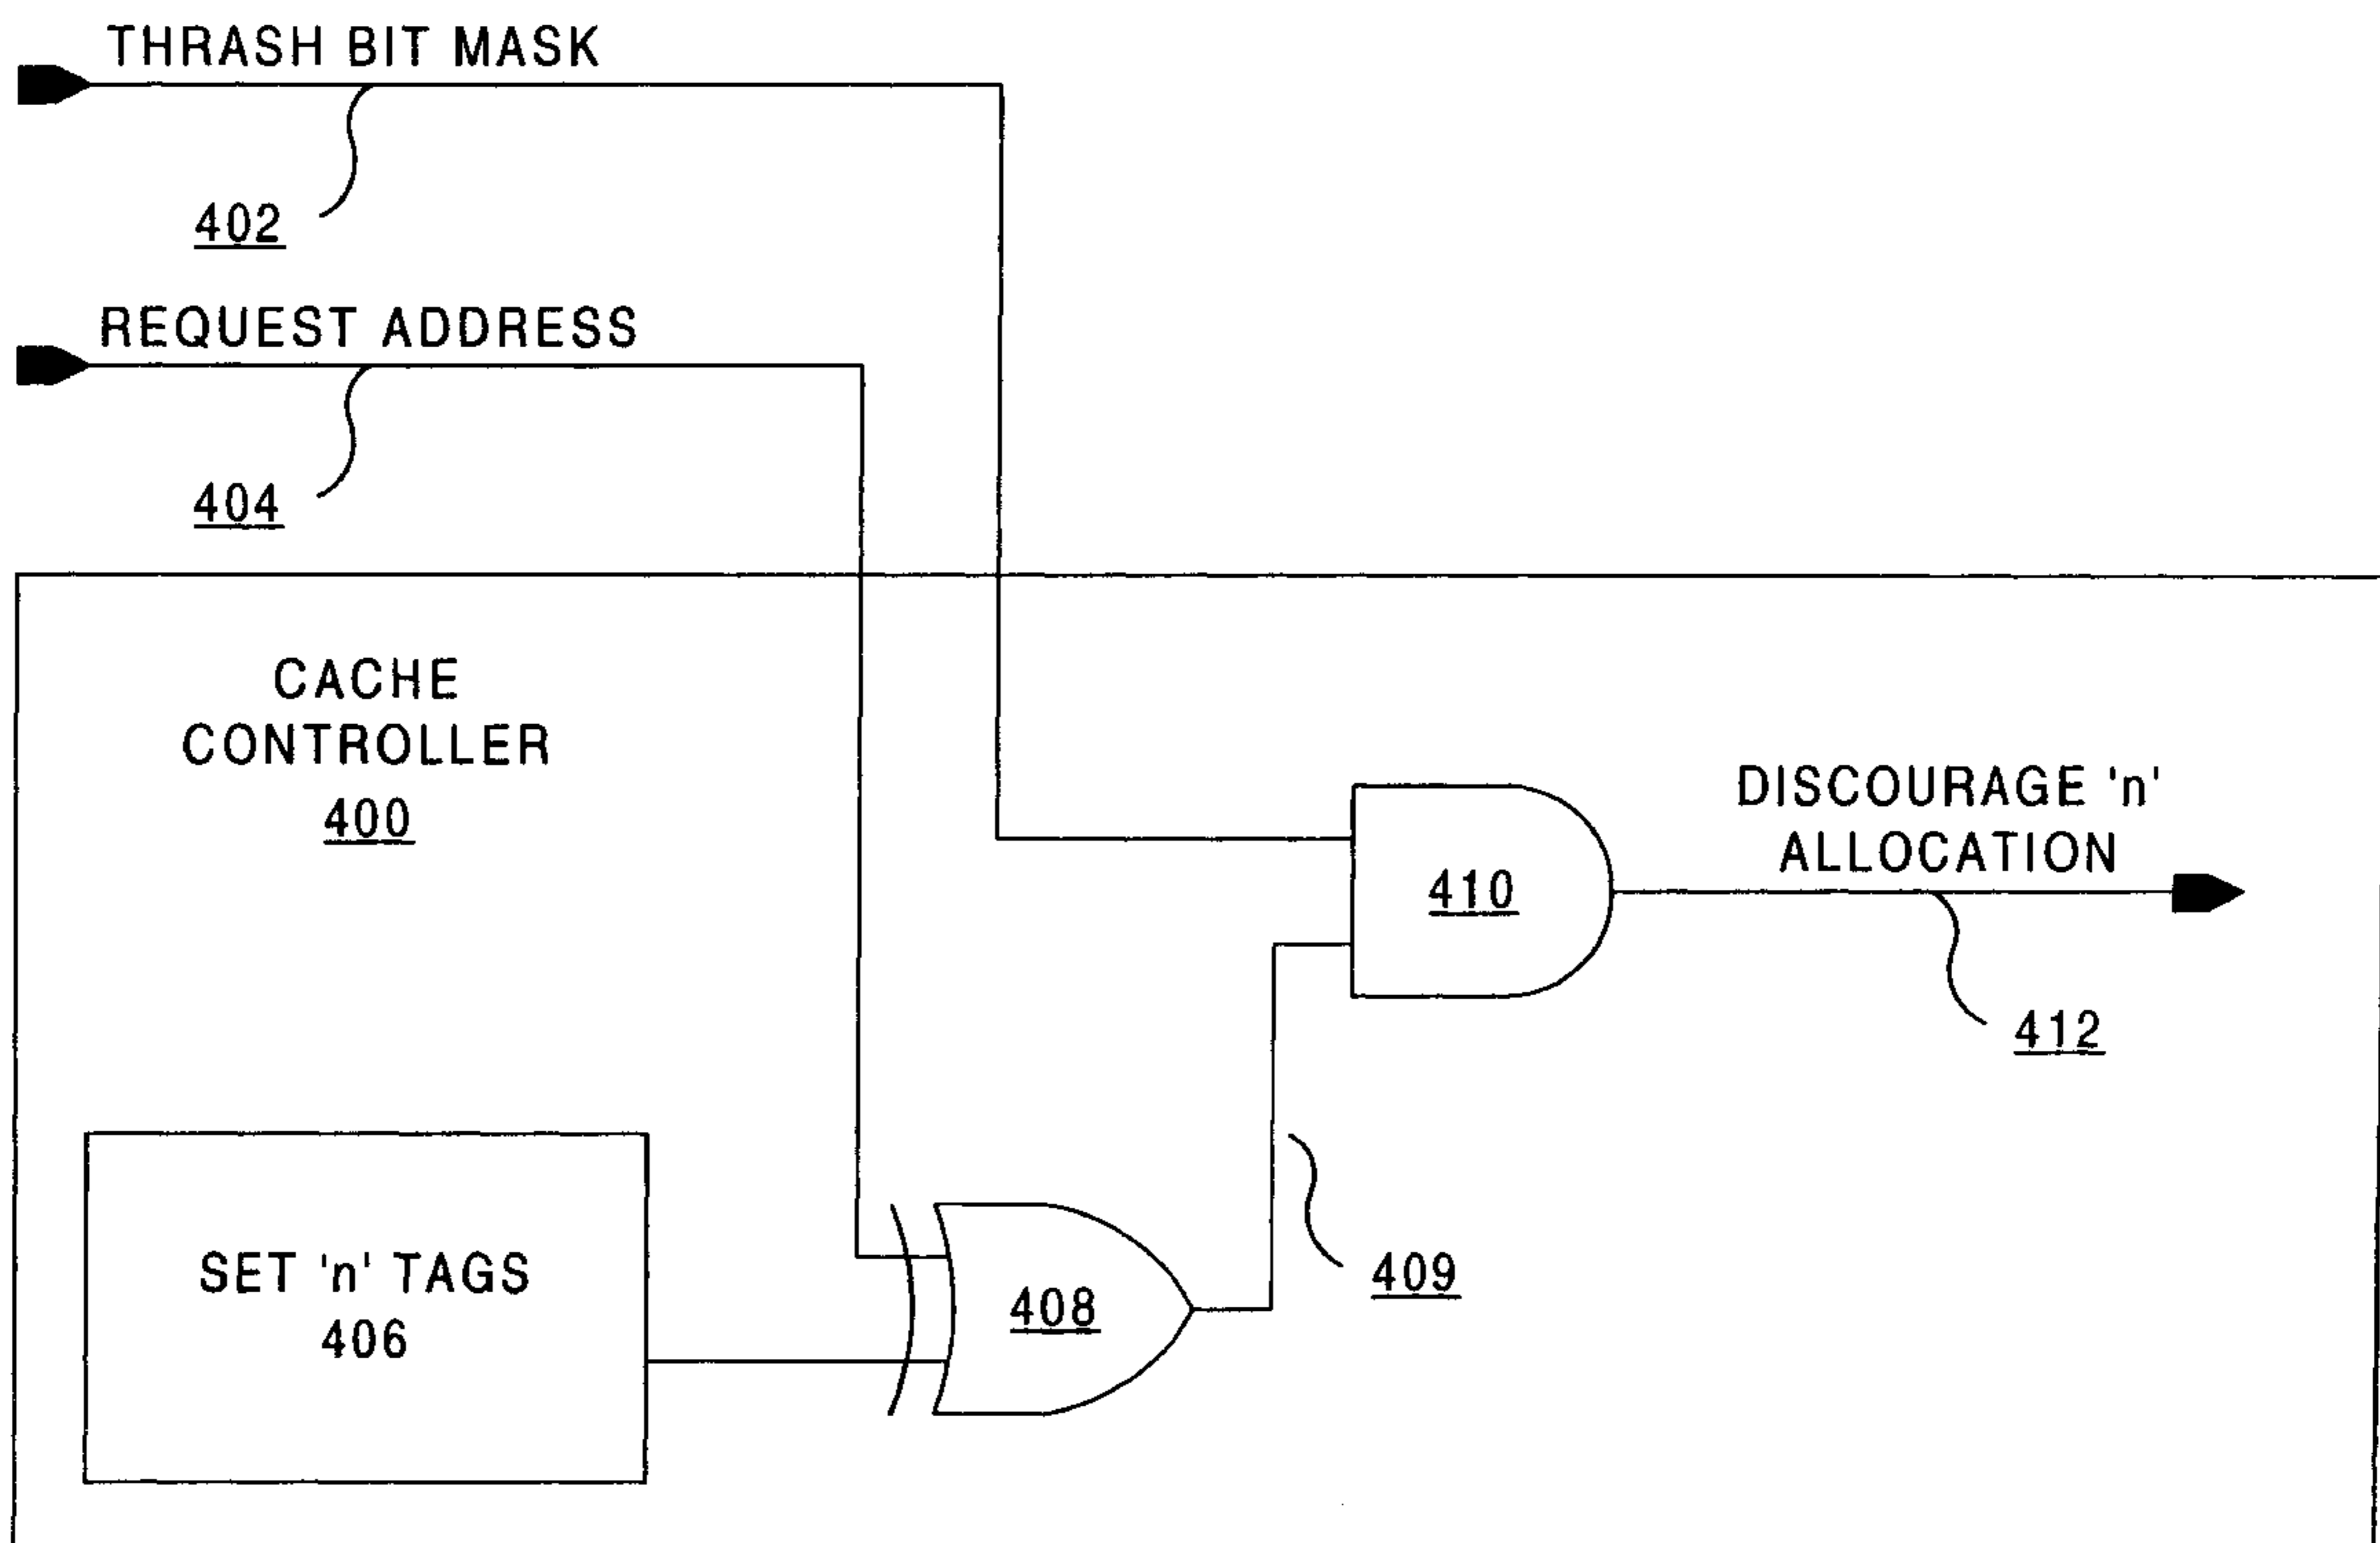 THRASH BIT MASK
402
REQUEST ADDRESS
404
CACHE
CONTROLLER
400
DISCOURAGE 'n'
ALLOCATION
410
412
409
SET 'n' TAGS
406
408